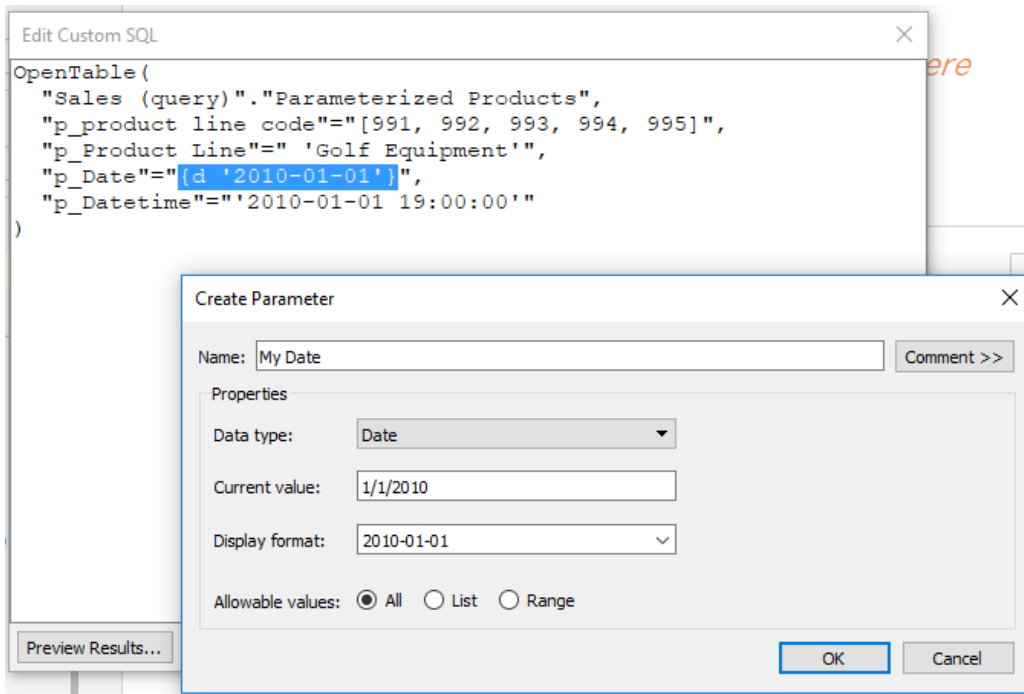 Edit Custom SQL
ere
OpenTable(
"Sales (query)"."Parameterized Products",
"p_product line code"="[991, 992, 993, 994, 995]",
"p_Product Line"=" 'Golf Equipment'",
"p_Date"="{d '2010-01-01'}",
"p_Datetime"="'2010-01-01 19:00:00'"
)
Create Parameter
Name: My Date Comment >>
Properties
Data type: Date
Current value: 1/1/2010
Display format: 2010-01-01
Allowable values: All List Range
Preview Results...
OK Cancel